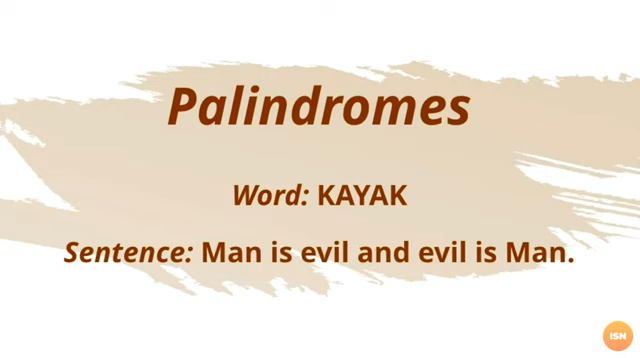 Palindromes
Word: KAYAK
Sentence: Man is evil and evil is Man.
ISN